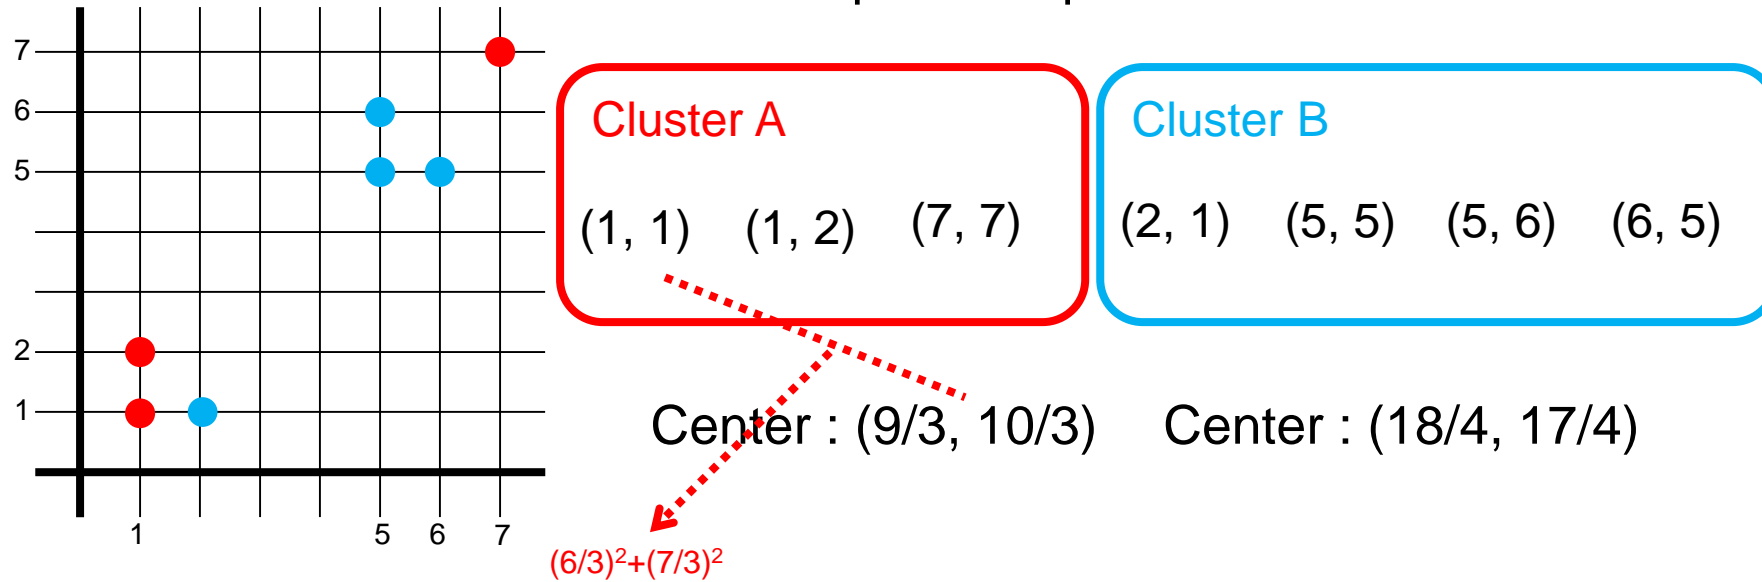 7
6
5
2
1
1 5 6 7
Cluster A
(1, 1) (1, 2) (7, 7)
Cluster B
(2, 1) (5, 5) (5, 6) (6, 5)
Center : (9/3, 10/3)
Center : (18/4, 17/4)
(6/3)²+(7/3)²